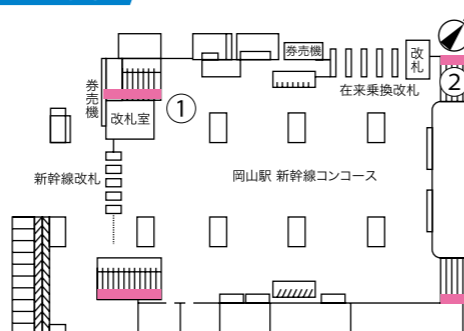 券売機
改札
②
在来乗換改札
券売機
①
改札室
新幹線改札
岡山駅 新幹線コンコース